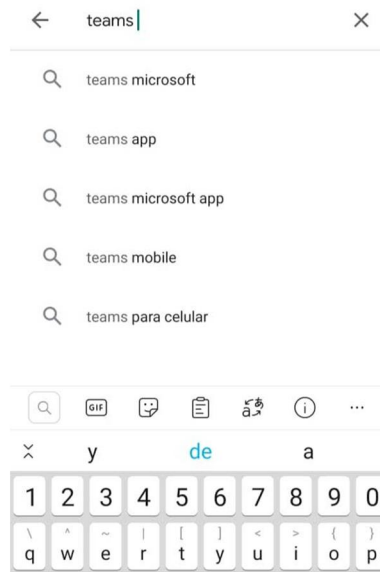 teams
teams microsoft
teams app
teams microsoft app
teams mobile
teams para celular
GIF
y de a
1 2 3 4 5 6 7 8 9 0
\ ^ ~ | [ ] < > { }
q w e r t y u i o p